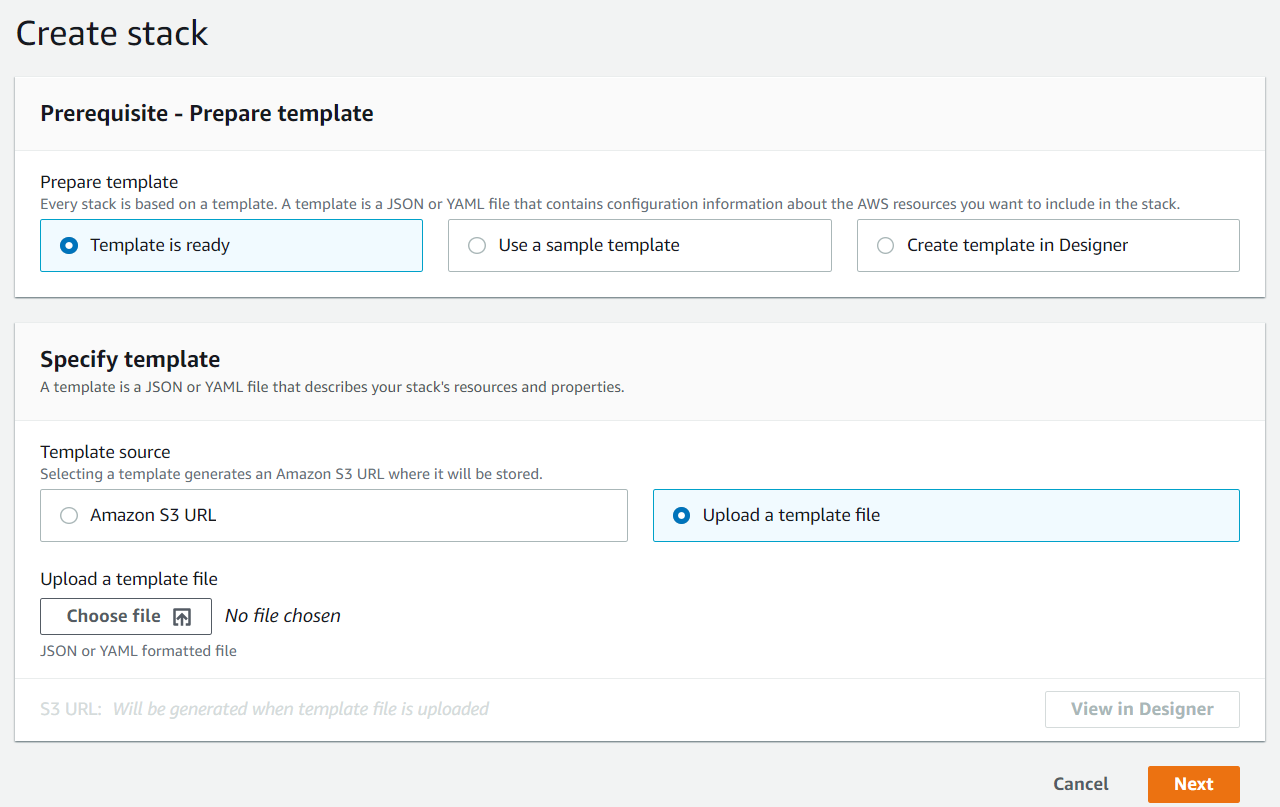 Create stack
Prerequisite - Prepare template
Prepare template
Every stack is based on a template. A template is a JSON or YAML file that contains configuration information about the AWS resources you want to include in the stack.
Template is ready
Use a sample template
Create template in Designer
Specify template
A template is a JSON or YAML file that describes your stack's resources and properties.
Template source
Selecting a template generates an Amazon S3 URL where it will be stored.
Amazon S3 URL
Upload a template file
Upload a template file
Choose file
No file chosen
JSON or YAML formatted file
S3 URL: Will be generated when template file is uploaded
View in Designer
Cancel
Next